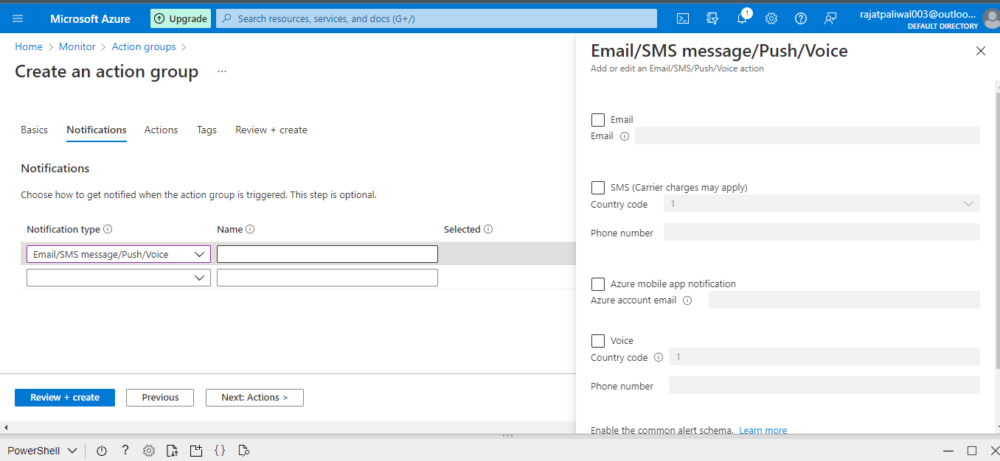 Microsoft Azure
Upgrade
Search resources, services, and docs (G+/)
1
rajatpaliwal003@outloo...
DEFAULT DIRECTORY
Home > Monitor > Action groups >
Create an action group ...
Basics
Notifications
Actions
Tags
Review + create
Notifications
Choose how to get notified when the action group is triggered. This step is optional.
Notification type
Name
Selected
Email/SMS message/Push/Voice
Review + create
Previous
Next: Actions >
Email/SMS message/Push/Voice
Add or edit an Email/SMS/Push/Voice action
Email
Email
SMS (Carrier charges may apply)
Country code 1
Phone number
Azure mobile app notification
Azure account email
Voice
Country code 1
Phone number
Enable the common alert schema. Learn more
PowerShell